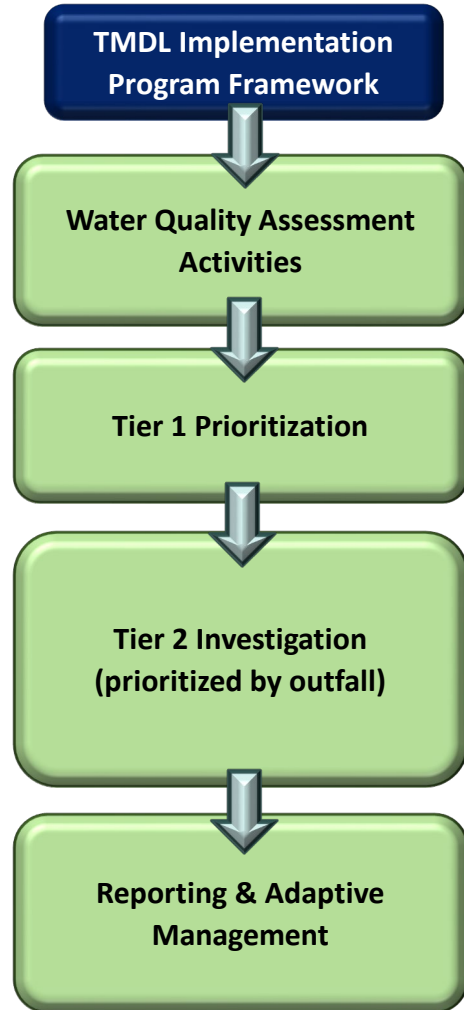 TMDL Implementation
Program Framework
Water Quality Assessment
Activities
Tier 1 Prioritization
Tier 2 Investigation
(prioritized by outfall)
Reporting & Adaptive
Management